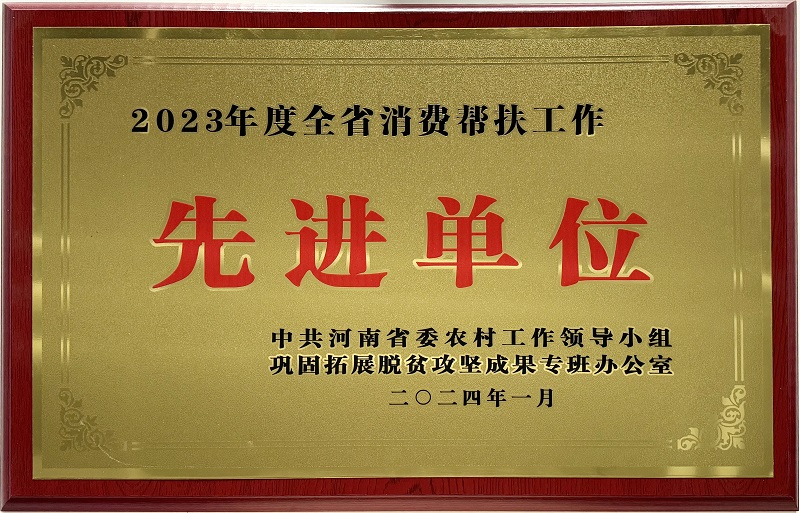 2023年度全省消费帮扶工作
先进单位
中共河南省委农村工作领导小组
巩固拓展脱贫攻坚成果专班办公室
二〇二四年一月